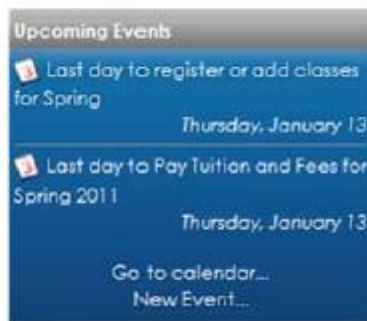 Upcoming Events
Last day to register or add classes
for Spring
Thursday, January 13
Last day to Pay Tuition and Fees for
Spring 2011
Thursday, January 13
Go to calendar...
New Event...